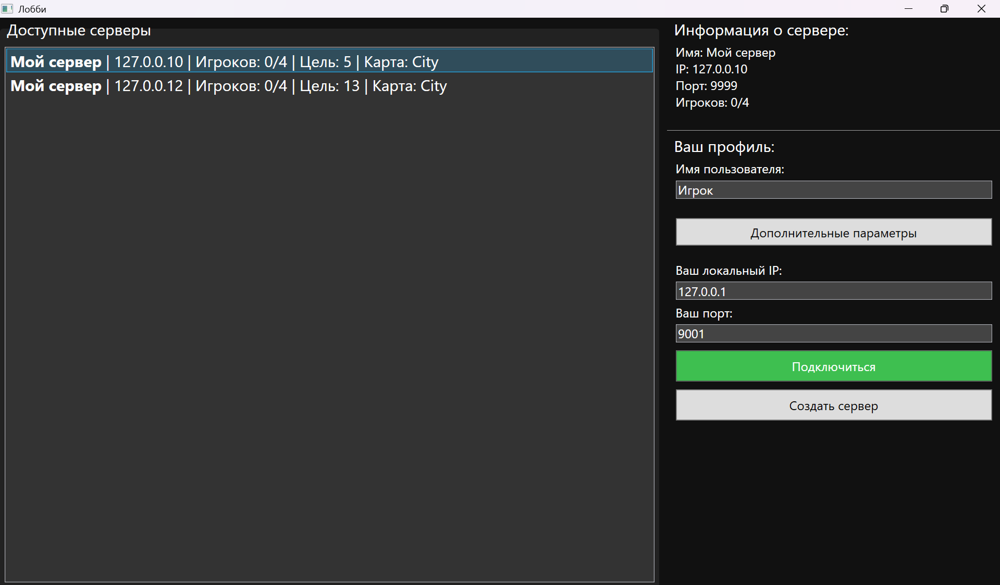 Лобби
Доступные серверы
Мой сервер | 127.0.0.10 | Игроков: 0/4 | Цель: 5 | Карта: City
Мой сервер | 127.0.0.12 | Игроков: 0/4 | Цель: 13 | Карта: City
Информация о сервере:
Имя: Мой сервер
IP: 127.0.0.10
Порт: 9999
Игроков: 0/4
Ваш профиль:
Имя пользователя:
Игрок
Дополнительные параметры
Ваш локальный IP:
127.0.0.1
Ваш порт:
9001
Подключиться
Создать сервер